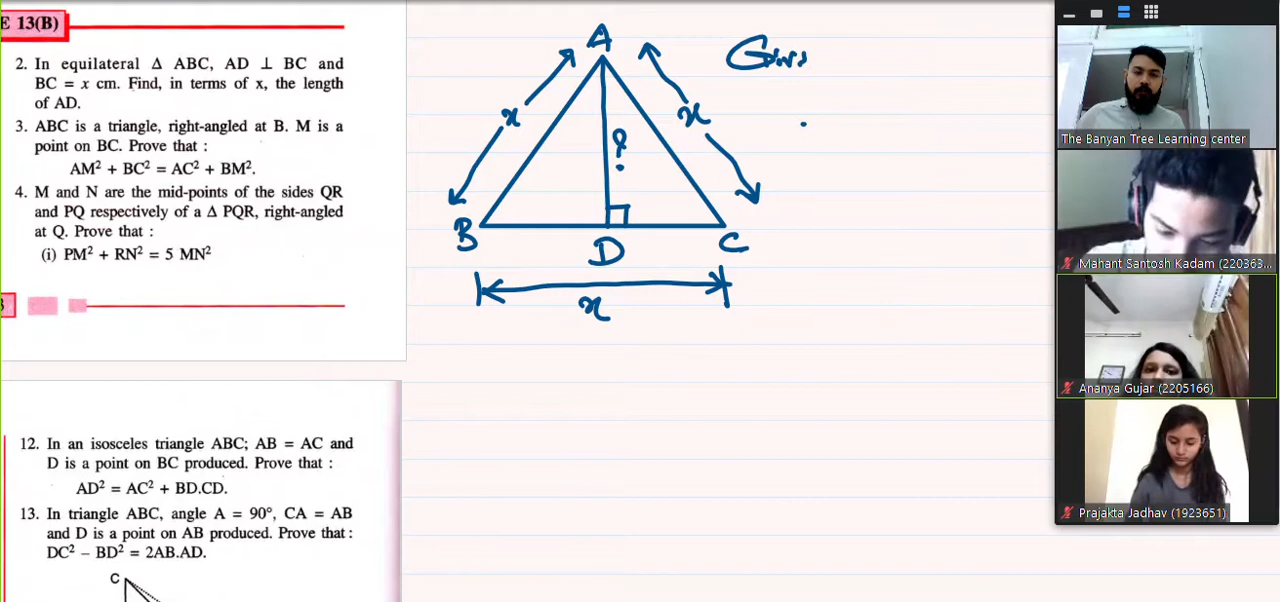 E 13(B)
2. In equilateral Δ ABC, AD ⊥ BC and
BC = x cm. Find, in terms of x, the length
of AD.
3. ABC is a triangle, right-angled at B. M is a
point on BC. Prove that :
AM² + BC² = AC² + BM².
4. M and N are the mid-points of the sides QR
and PQ respectively of a Δ PQR, right-angled
at Q. Prove that :
(i) PM² + RN² = 5 MN²
3
12. In an isosceles triangle ABC; AB = AC and
D is a point on BC produced. Prove that :
AD² = AC² + BD.CD.
13. In triangle ABC, angle A = 90°, CA = AB
and D is a point on AB produced. Prove that :
DC² – BD² = 2AB.AD.
C
A
x
x
?
B
D
C
x
The Banyan Tree Learning center
Mahant Santosh Kadam (220363...
Ananya Gujar (2205166)
Prajakta Jadhav (1923651)